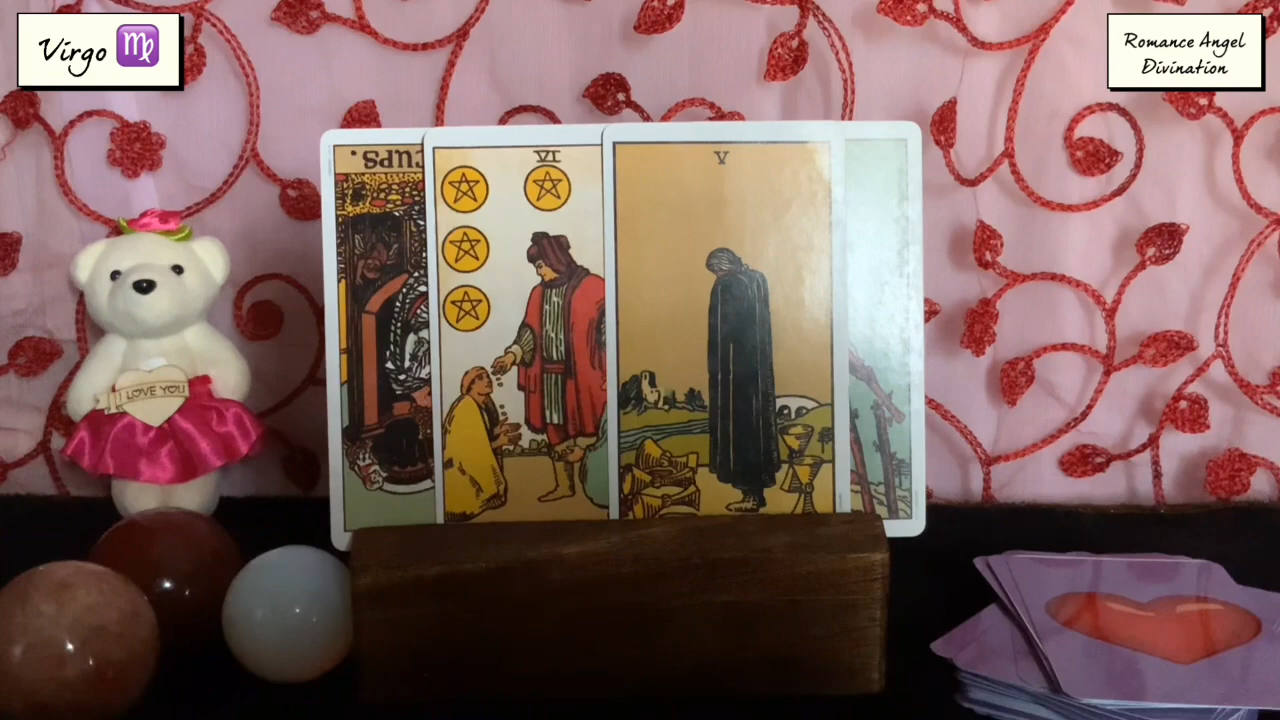 Virgo ♍
Romance Angel
Divination
CUPS.
VI
V
I LOVE YOU